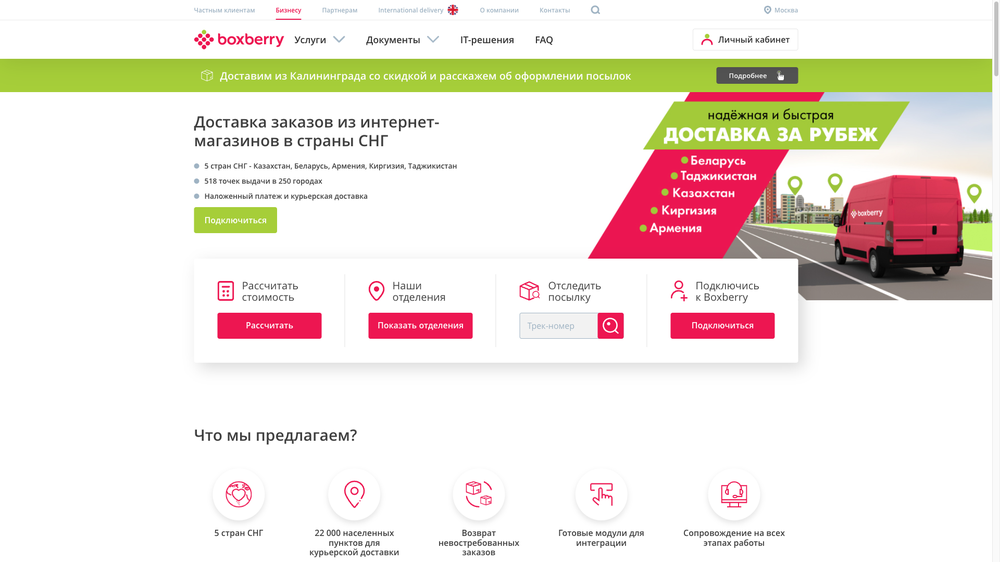 Частным клиентам
Бизнесу
Партнерам
International delivery
О компании
Контакты
Москва
boxberry
Услуги
Документы
IT-решения
FAQ
Личный кабинет
Доставим из Калининграда со скидкой и расскажем об оформлении посылок
Подробнее
Доставка заказов из интернет-
магазинов в страны СНГ
5 стран СНГ - Казахстан, Беларусь, Армения, Киргизия, Таджикистан
518 точек выдачи в 250 городах
Наложенный платеж и курьерская доставка
Подключиться
надёжная и быстрая
ДОСТАВКА ЗА РУБЕЖ
Беларусь
Таджикистан
Казахстан
Киргизия
Армения
boxberry
Рассчитать
стоимость
Рассчитать
Наши
отделения
Показать отделения
Отследить
посылку
Трек-номер
Подключись
к Boxberry
Подключиться
Что мы предлагаем?
5 стран СНГ
22 000 населенных
пунктов для
курьерской доставки
Возврат
невостребованных
заказов
Готовые модули для
интеграции
Сопровождение на всех
этапах работы